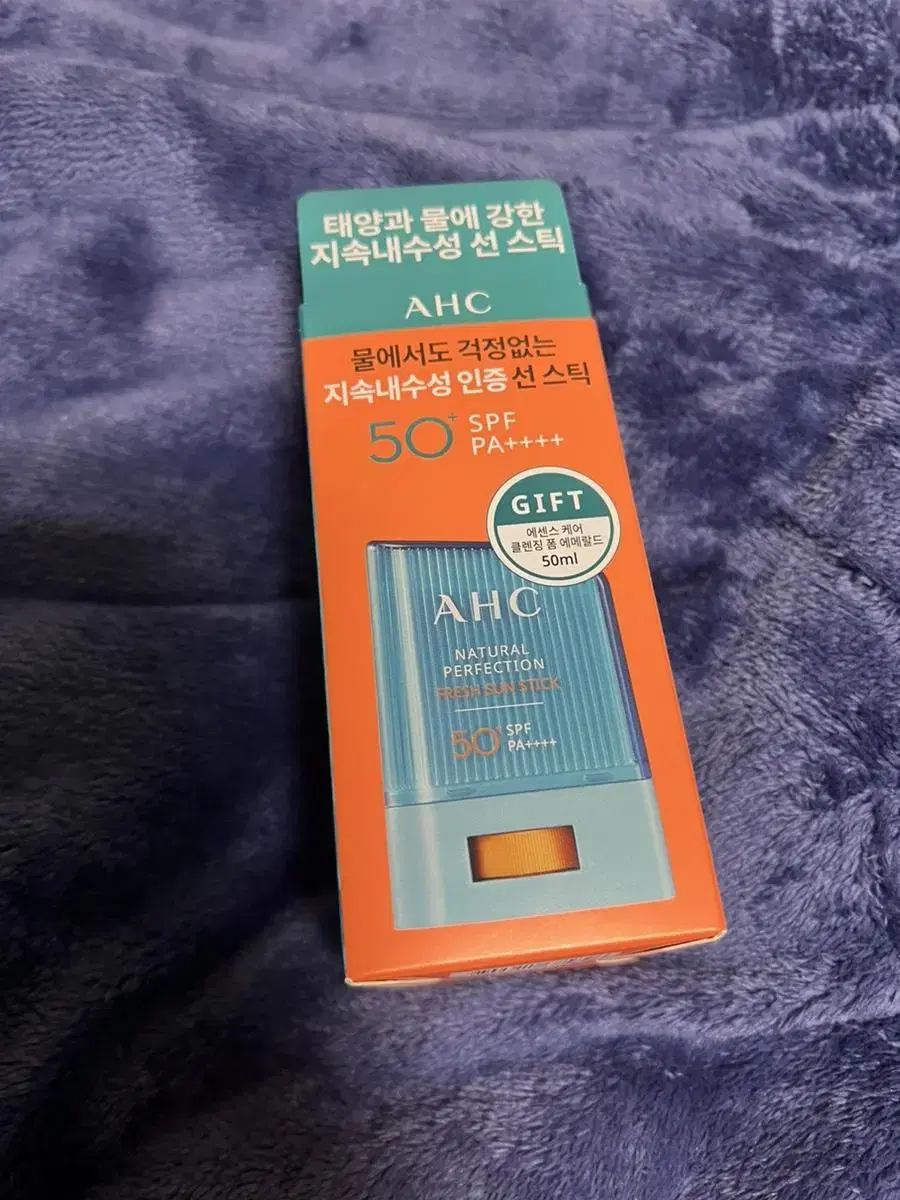 태양과 물에 강한
지속내수성 선 스틱
AHC
물에서도 걱정없는
지속내수성 인증 선 스틱
50+ SPF
PA++++
GIFT
에센스 케어
클렌징 폼 에메랄드
50ml
AHC
NATURAL
PERFECTION
FRESH SUN STICK
50+ SPF
PA++++